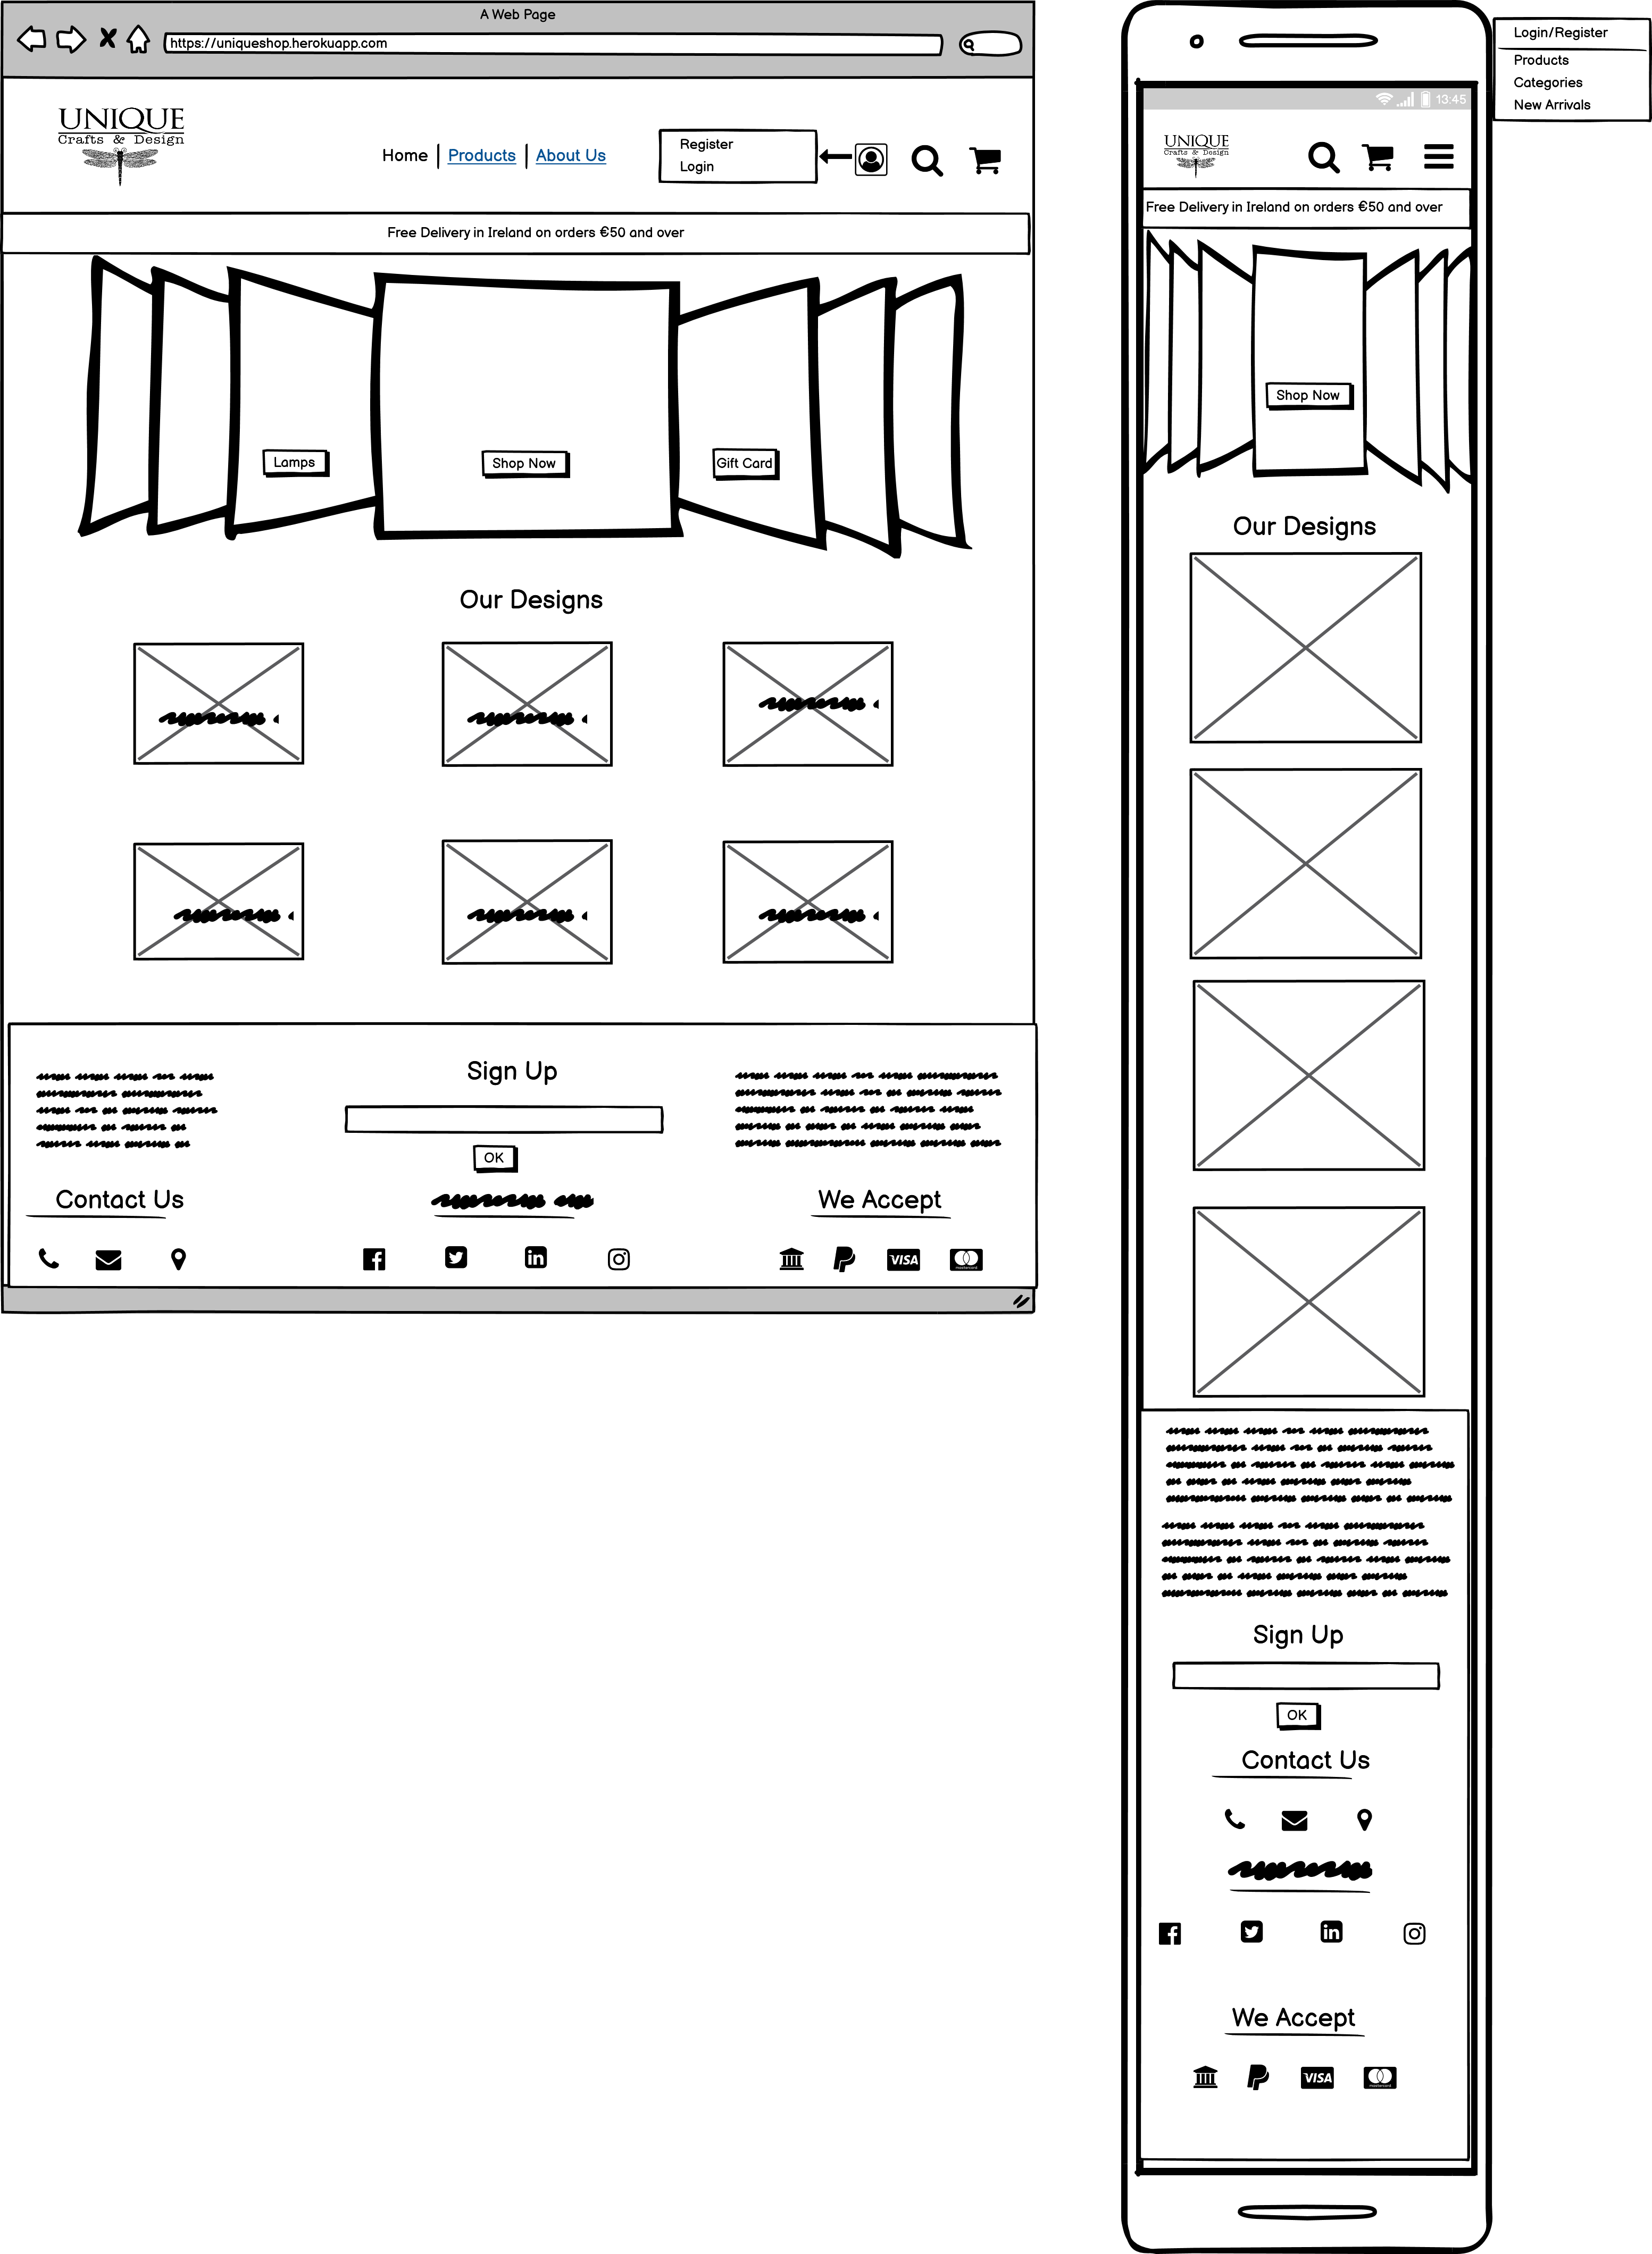 A Web Page
https://uniqueshop.herokuapp.com
UNIQUE
Crafts & Design
Home Products About Us
Register
Login
Free Delivery in Ireland on orders €50 and over
Lamps
Shop Now
Gift Card
Our Designs
Sign Up
OK
Contact Us
We Accept
VISA
mastercard
Login/Register
Products
Categories
New Arrivals
13:45
UNIQUE
Crafts & Design
Free Delivery in Ireland on orders €50 and over
Shop Now
Our Designs
Sign Up
OK
Contact Us
We Accept
VISA
mastercard